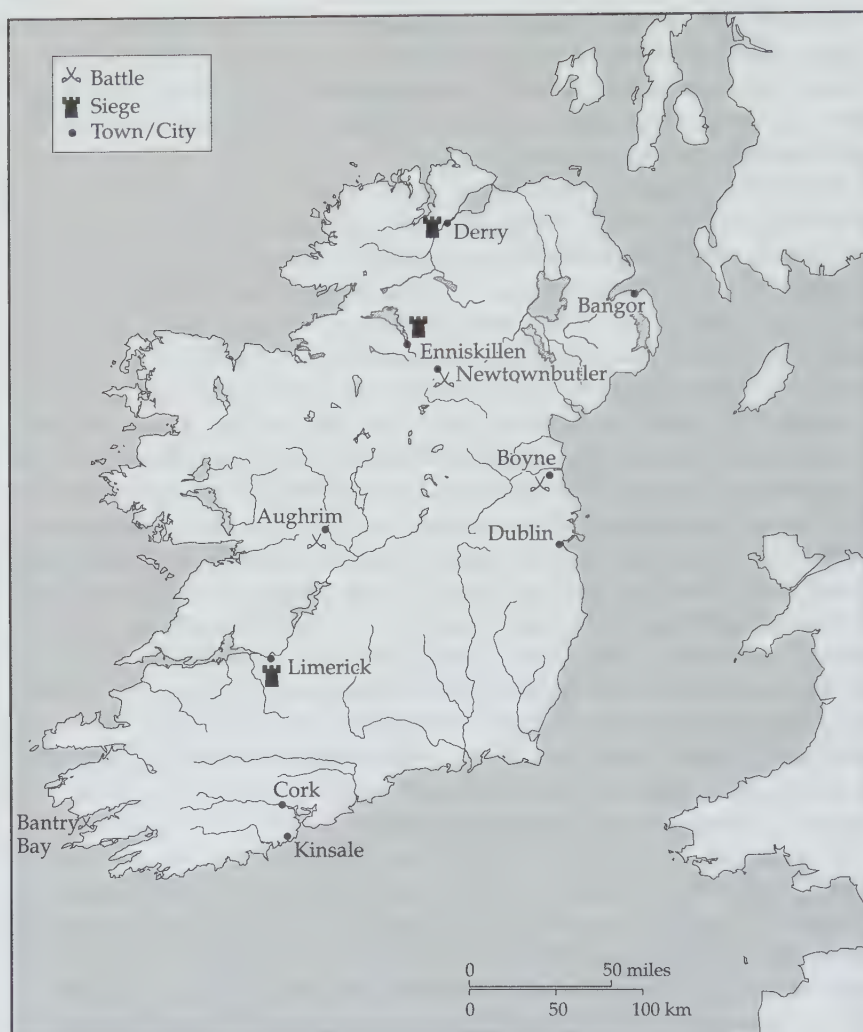 Battle
Siege
Town/City
Derry
Bangor
Enniskillen
Newtownbutler
Boyne
Aughrim
Dublin
Limerick
Cork
Bantry
Bay
Kinsale
0 50 miles
0 50 100 km